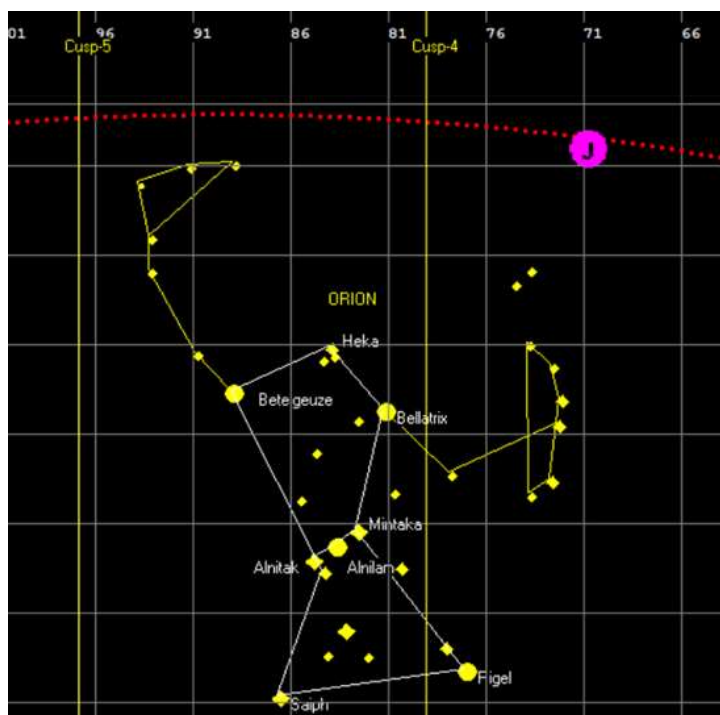 01 96 91 86 81 76 71 66
Cusp-5 Cusp-4
J
ORION
Heka
Betelgeuze
Bellatrix
Mintaka
Alnitak Alnilam
Rigel
Saiph